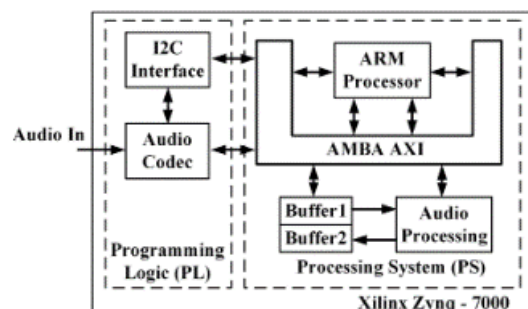 I2C
Interface
ARM
Processor
Audio In
Audio
Codec
AMBA AXI
Buffer1
Buffer2
Audio
Processing
Programming
Logic (PL)
Processing System (PS)
Xilinx Zynq - 7000